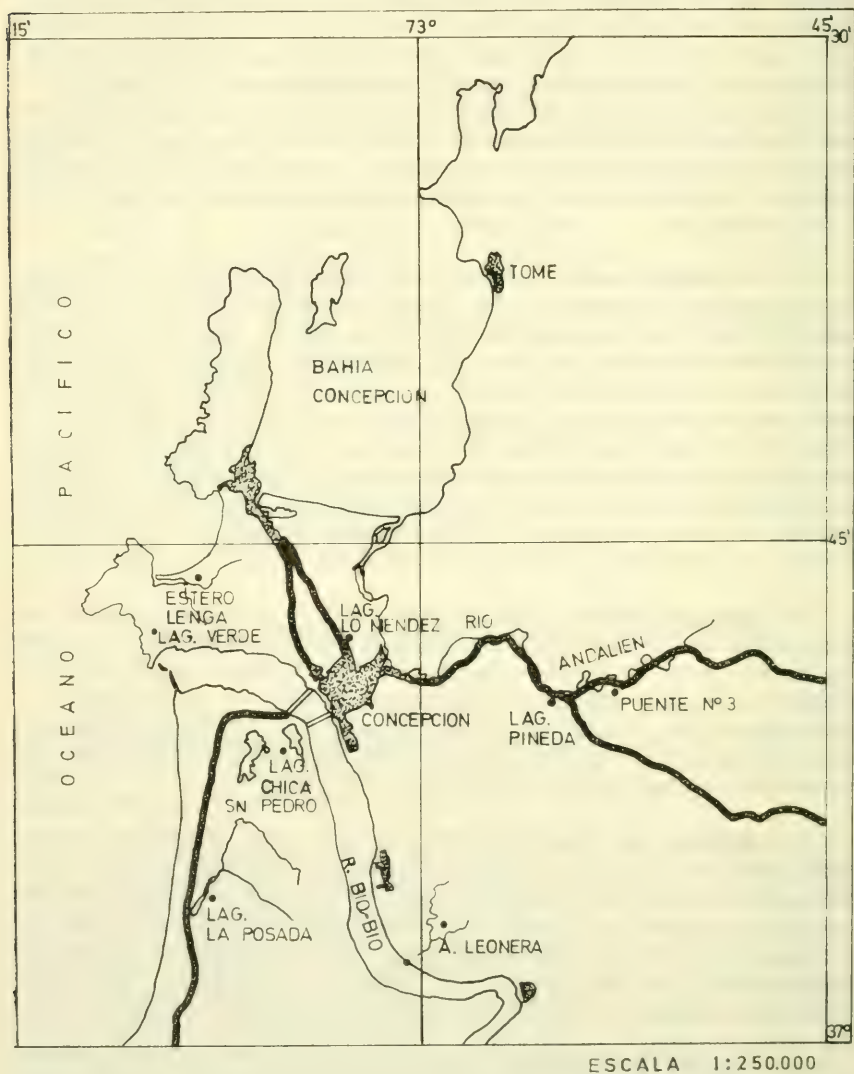 15'
73°
45'
30'
TOME
BAHIA
CONCEPCION
PACIFICO
45'
ESTERO
LENGA
LAG. VERDE
LAG.
LO MENDEZ
RIO
ANDALIEN
OCEANO
CONCEPCION
LAG.
PINEDA
PUENTE Nº 3
LAG.
CHICA
SN PEDRO
R. BIO-BIO
LAG.
LA POSADA
A. LEONERA
37°
ESCALA 1:250.000